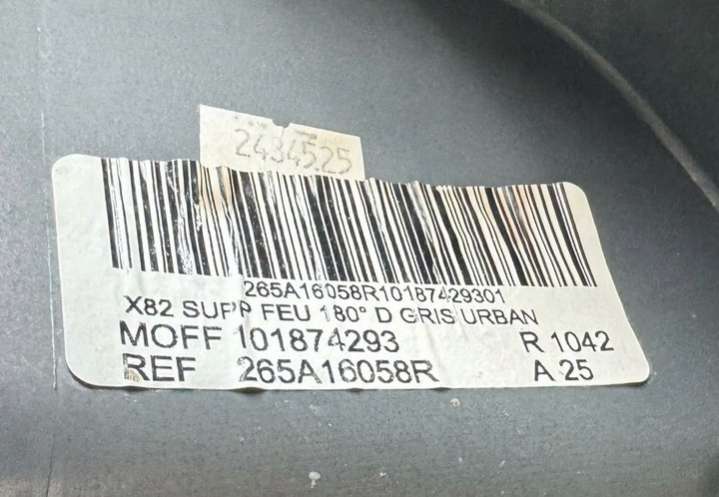 2434525
265A16058R10187429301
X82 SUPP FEU 180° D GRIS URBAN
MOFF 101874293 R 1042
REF 265A16058R A 25